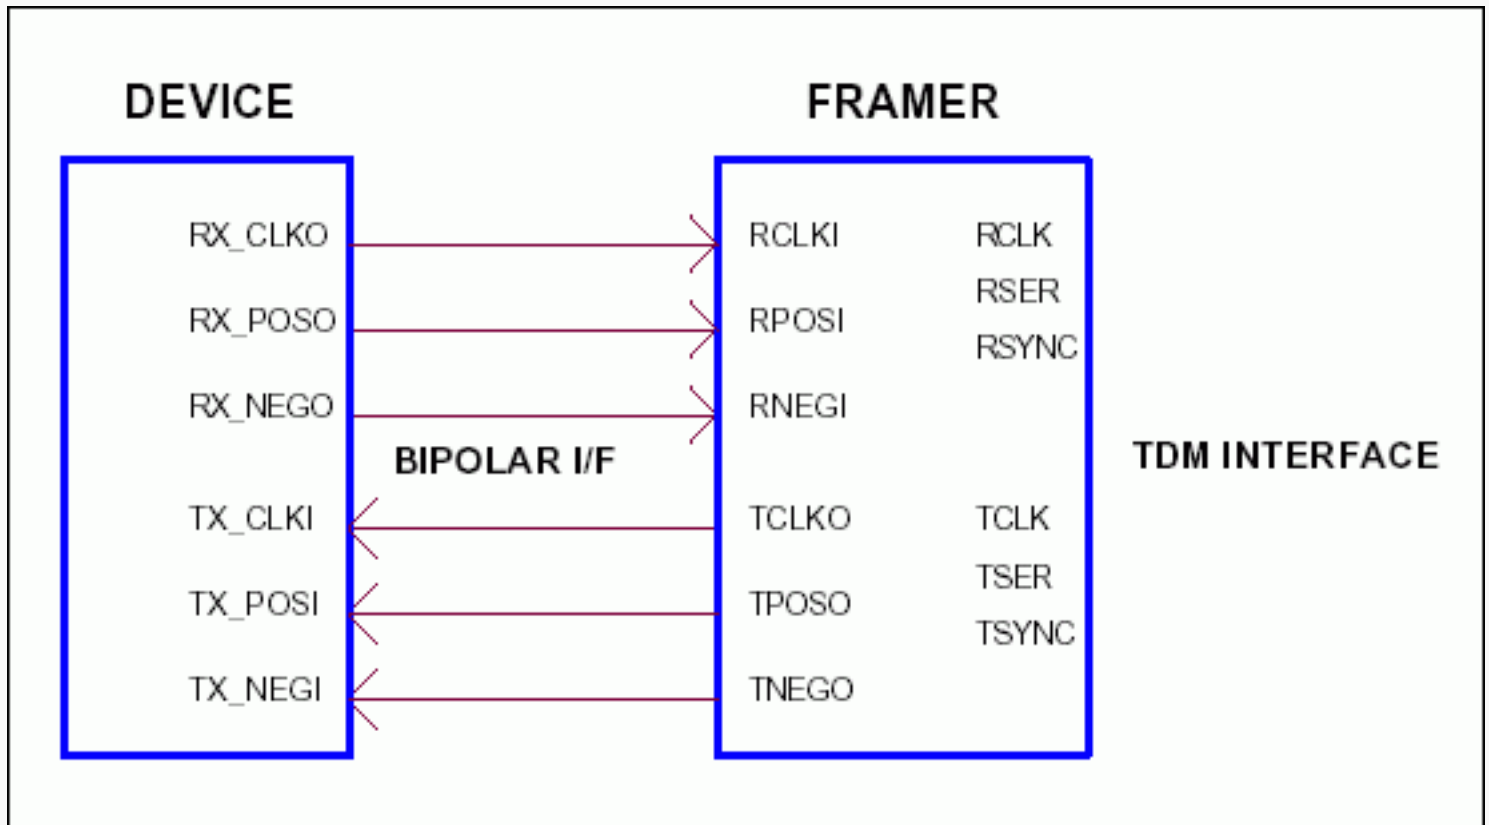 DEVICE FRAMER
RX_CLKO RCLKI RCLK
RSER
RX_POSO RPOSI
RSYNC
RX_NEGO RNEGI
BIPOLAR I/F TDM INTERFACE
TX_CLKI TCLKO TCLK
TSER
TX_POSI TPOSO
TSYNC
TX_NEGI TNEGO